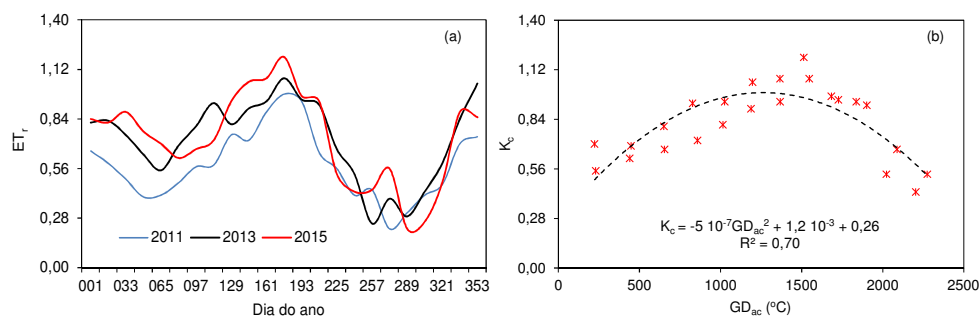 1,40
1,12
0,84
0,56
0,28
0,00
ETr
(a)
2011 2013 2015
001 033 065 097 129 161 193 225 257 289 321 353
Dia do ano
1,40
1,12
0,84
0,56
0,28
0,00
Kc
(b)
Kc = -5 10-7GDac2 + 1,2 10-3 + 0,26
R² = 0,70
0 500 1000 1500 2000 2500
GDac (ºC)